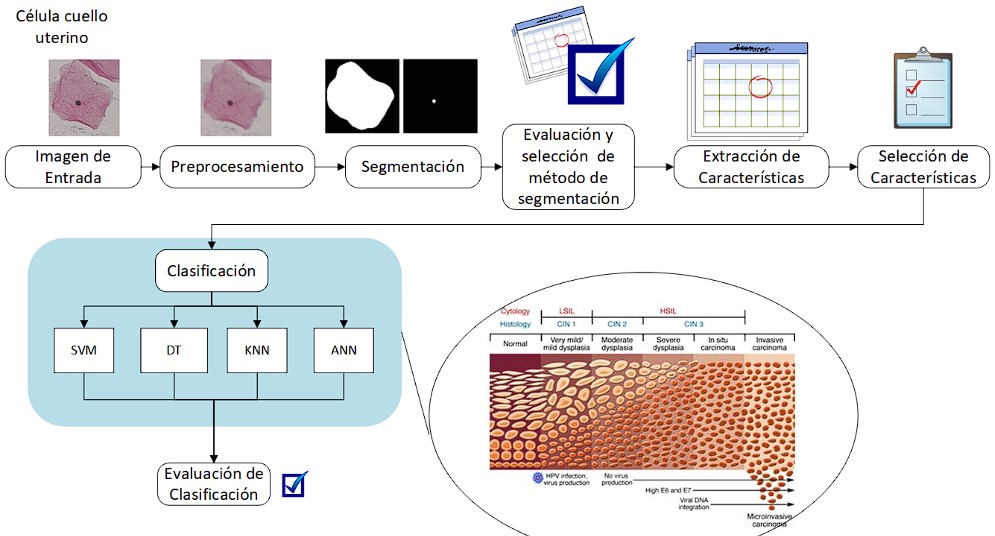 Célula cuello
uterino
Imagen de
Entrada
Preprocesamiento
Segmentación
Evaluación y
selección de
método de
segmentación
Extracción de
Características
Selección de
Características
Clasificación
SVM
DT
KNN
ANN
Evaluación de
Clasificación
Cytology
LSIL
HSIL
Histology
CIN 1
CIN 2
CIN 3
Normal
Very mild/
mild dysplasia
Moderate
dysplasia
Severe
dysplasia
In situ
carcinoma
Invasive
carcinoma
HPV infection,
virus production
No virus
production
High E6 and E7
Viral DNA
integration
Microinvasive
carcinoma